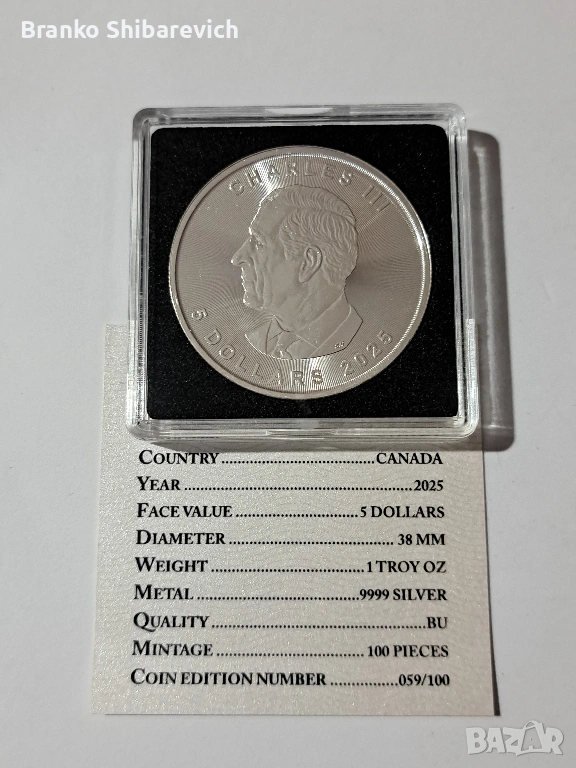 Branko Shibarevich
CHARLES III
5 DOLLARS 2025
COUNTRY..............................CANADA
YEAR.............................................2025
FACE VALUE........................5 DOLLARS
DIAMETER.................................38 MM
WEIGHT..............................1 TROY OZ
METAL................................9999 SILVER
QUALITY..........................................BU
MINTAGE.............................100 PIECES
COIN EDITION NUMBER..............059/100
BAZAR